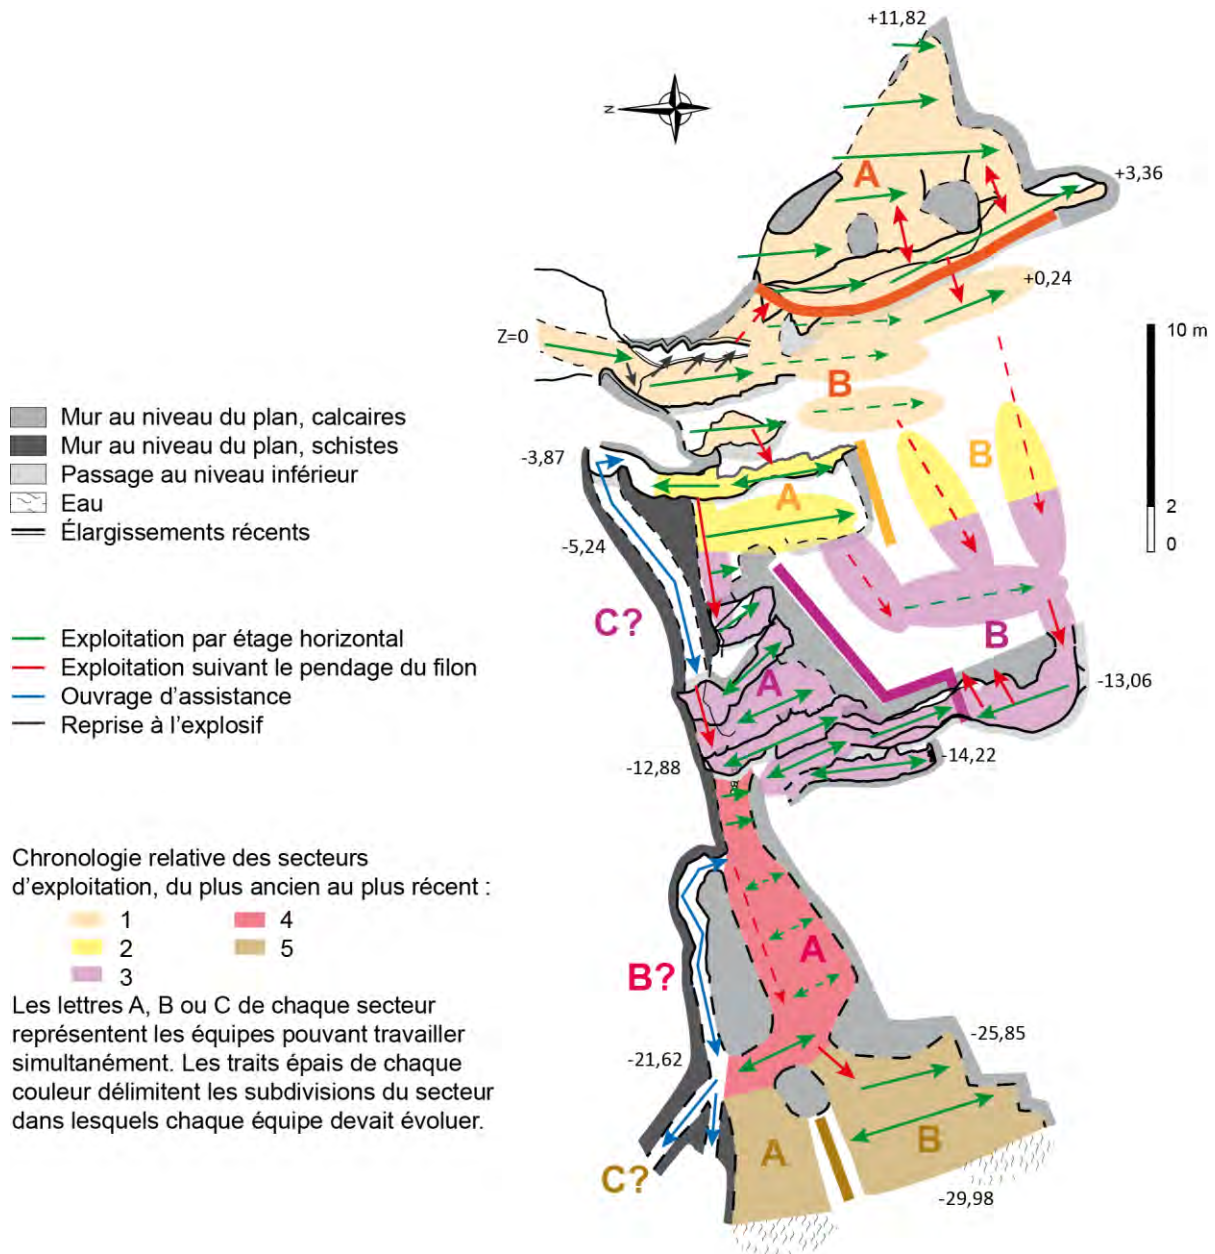 +11,82
N
A
+3,36
+0,24
Z=0
10 m
B
Mur au niveau du plan, calcaires
Mur au niveau du plan, schistes
Passage au niveau inférieur
Eau
Élargissements récents
-3,87
B
A
2
0
-5,24
C?
B
A
-13,06
-14,22
-12,88
Exploitation par étage horizontal
Exploitation suivant le pendage du filon
Ouvrage d'assistance
Reprise à l'explosif
Chronologie relative des secteurs
d'exploitation, du plus ancien au plus récent :
1
4
2
5
3
Les lettres A, B ou C de chaque secteur
représentent les équipes pouvant travailler
simultanément. Les traits épais de chaque
couleur délimitent les subdivisions du secteur
dans lesquels chaque équipe devait évoluer.
A
B?
-25,85
-21,62
A
B
C?
-29,98